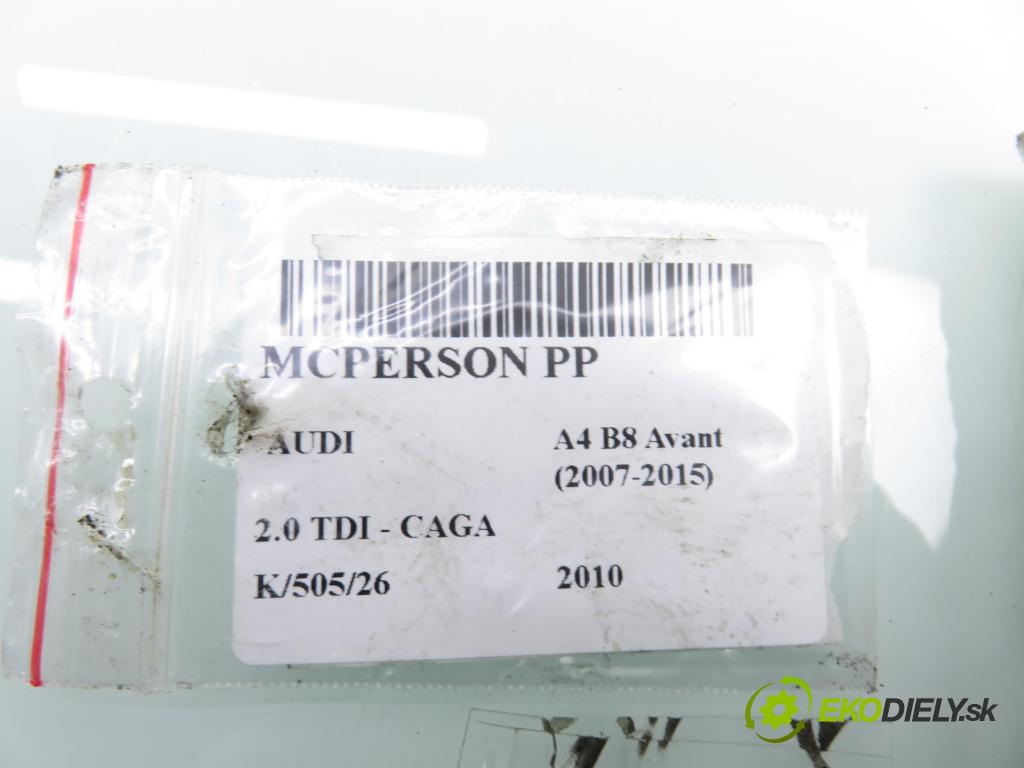 MCPERSON PP
AUDI A4 B8 Avant
(2007-2015)
2.0 TDI - CAGA
K/505/26 2010
EKODIELY.sk